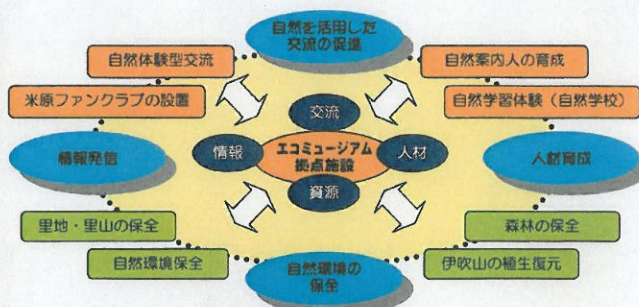 自然を活用した
交流の促進
自然体験型交流
自然案内人の育成
米原ファンクラブの設置
自然学習体験(自然学校)
交流
情報発信
情報
エコミュージアム
拠点施設
人材
人材育成
資源
里地・里山の保全
森林の保全
自然環境保全
伊吹山の植生復元
自然環境の
保全